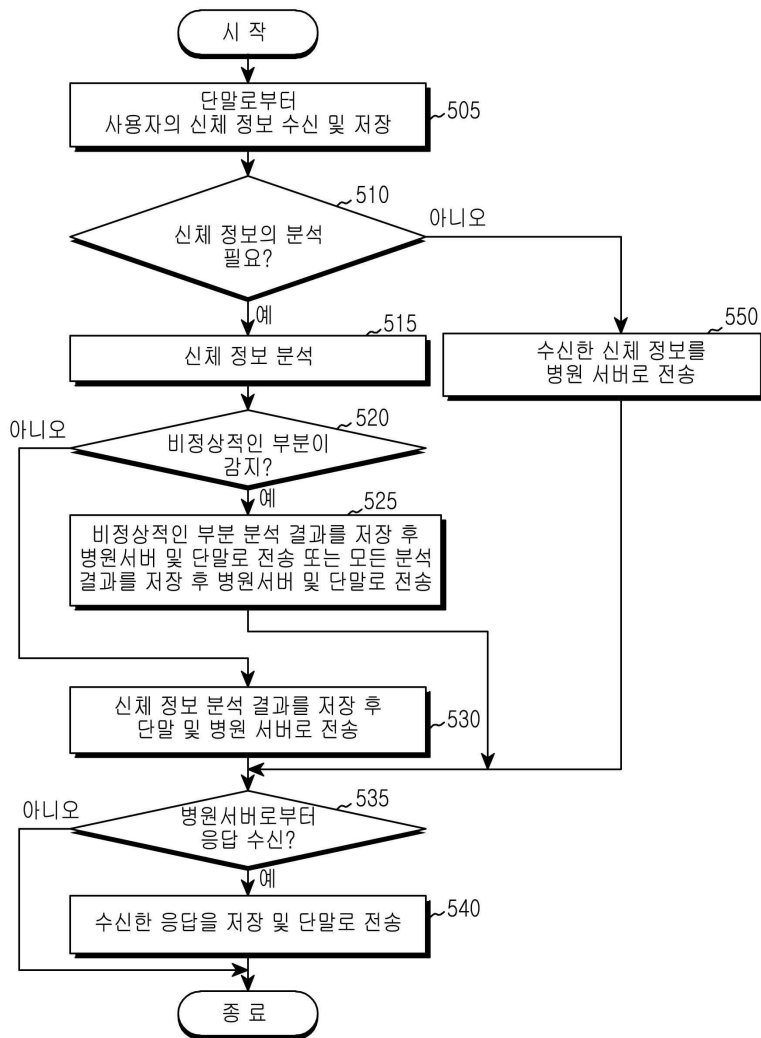 시 작
단말로부터
사용자의 신체 정보 수신 및 저장
505
510
신체 정보의 분석
필요?
아니오
예
515
신체 정보 분석
550
수신한 신체 정보를
병원 서버로 전송
520
아니오
비정상적인 부분이
감지?
예
525
비정상적인 부분 분석 결과를 저장 후
병원서버 및 단말로 전송 또는 모든 분석
결과를 저장 후 병원서버 및 단말로 전송
신체 정보 분석 결과를 저장 후
단말 및 병원 서버로 전송
530
535
아니오
병원서버로부터
응답 수신?
예
수신한 응답을 저장 및 단말로 전송
540
종 료